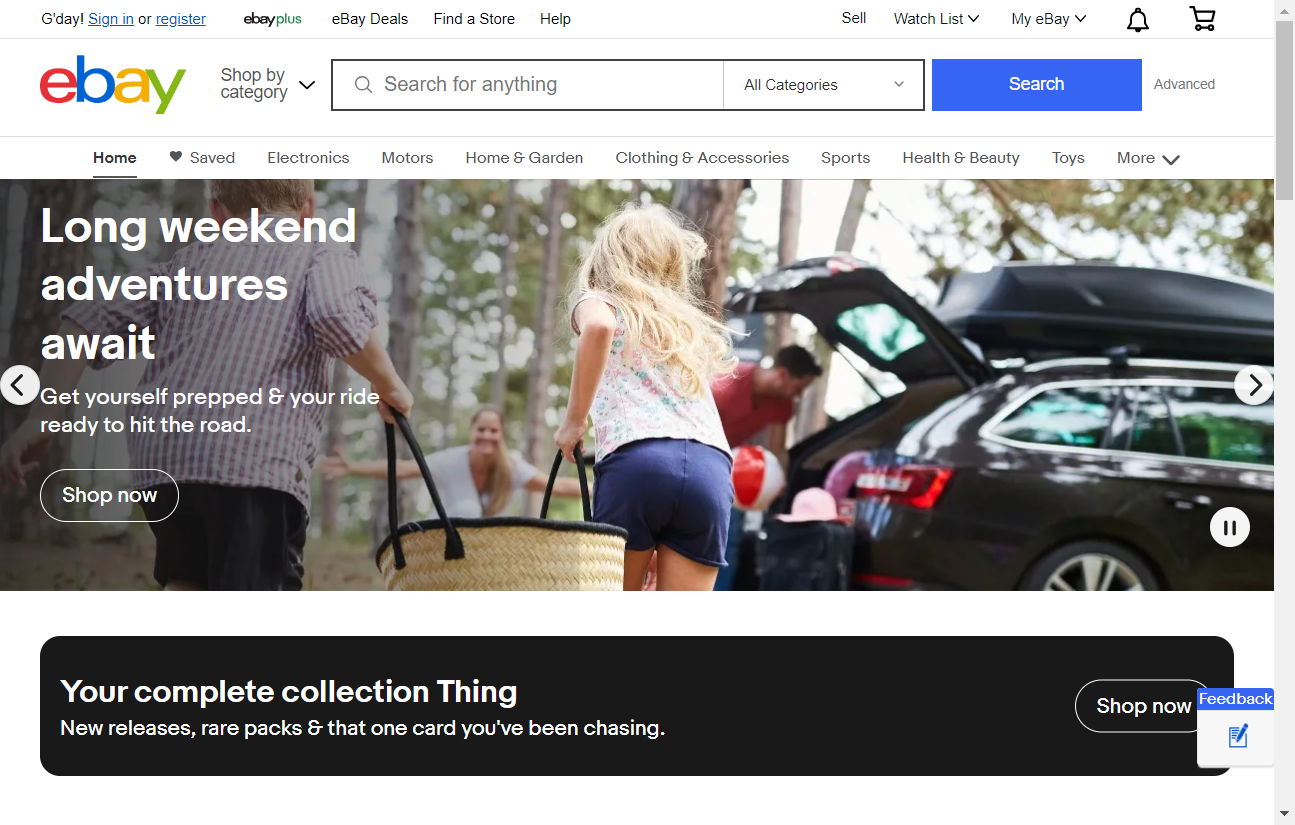 G'day! Sign in or register
ebayplus
eBay Deals
Find a Store
Help
Sell
Watch List
My eBay
ebay
Shop by
category
Search for anything
All Categories
Search
Advanced
Home
Saved
Electronics
Motors
Home & Garden
Clothing & Accessories
Sports
Health & Beauty
Toys
More
Long weekend
adventures
await
Get yourself prepped & your ride
ready to hit the road.
Shop now
Your complete collection Thing
New releases, rare packs & that one card you've been chasing.
Shop now
Feedback